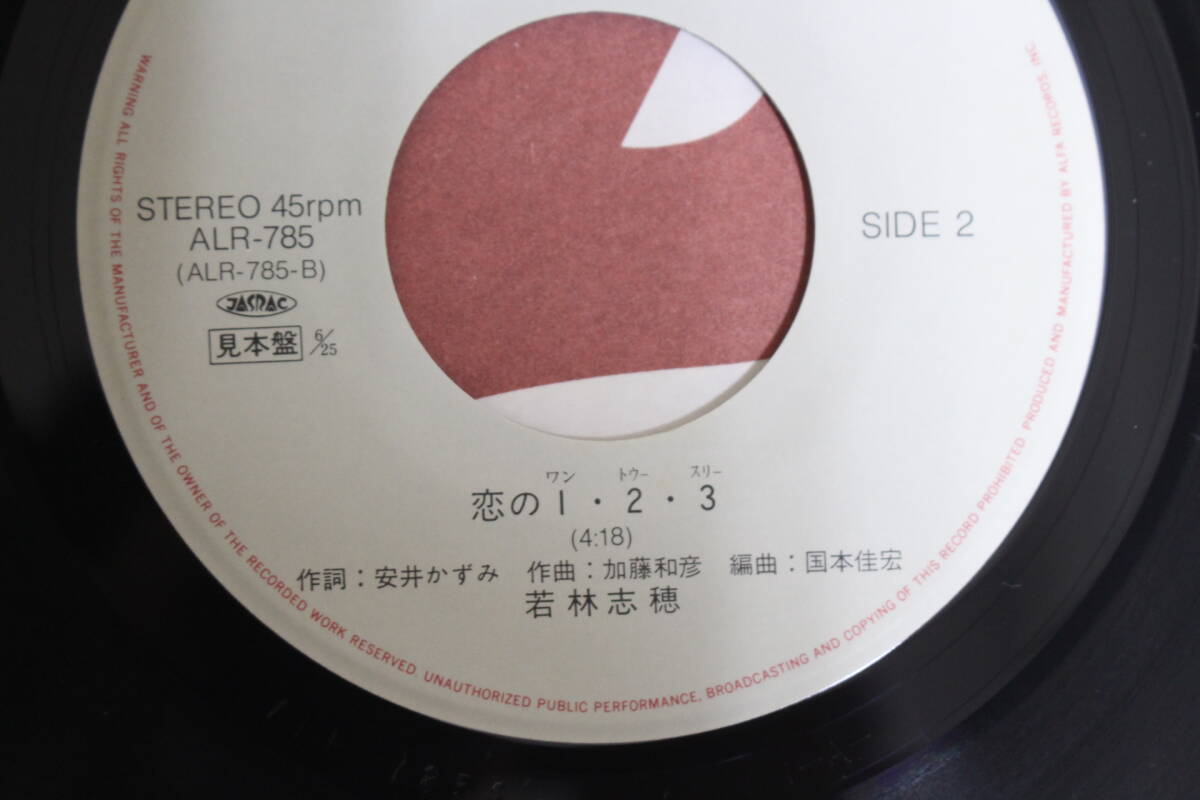 STEREO 45rpm
ALR-785
(ALR-785-B)
JASRAC
見本盤 6/25
SIDE 2
ワン トゥー スリー
恋の1・2・3
(4:18)
作詞:安井かずみ 作曲:加藤和彦 編曲:国本佳宏
若林志穂
WARNING ALL RIGHTS OF THE MANUFACTURER AND OF THE OWNER OF THE RECORDED WORK RESERVED. UNAUTHORIZED PUBLIC PERFORMANCE, BROADCASTING AND COPYING OF THIS RECORD PROHIBITED PRODUCED AND MANUFACTURED BY ALFA RECORDS, INC